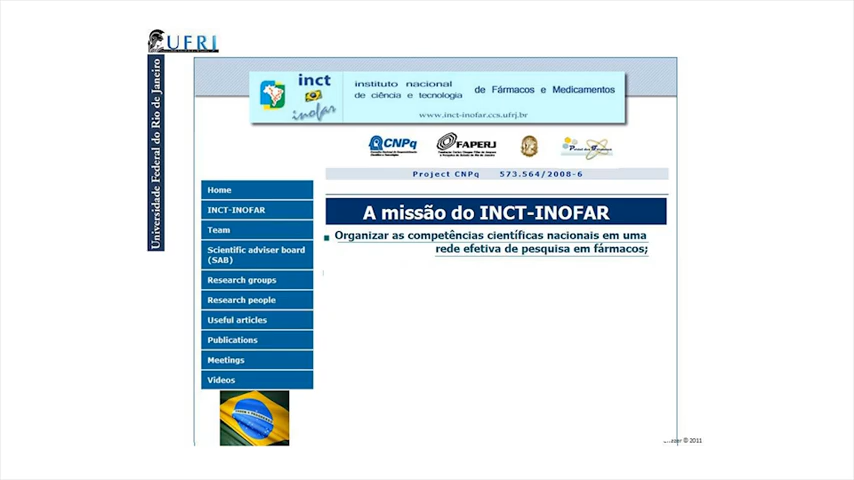 UFRJ
Universidade Federal do Rio de Janeiro
inct
inofar
instituto nacional
de ciência e tecnologia
de Fármacos e Medicamentos
www.inct-inofar.ccs.ufrj.br
CNPq
FAPERJ
Project CNPq 573.564/2008-6
Home
INCT-INOFAR
Team
Scientific adviser board
(SAB)
Research groups
Research people
Useful articles
Publications
Meetings
Videos
A missão do INCT-INOFAR
Organizar as competências científicas nacionais em uma
rede efetiva de pesquisa em fármacos;
© 2011